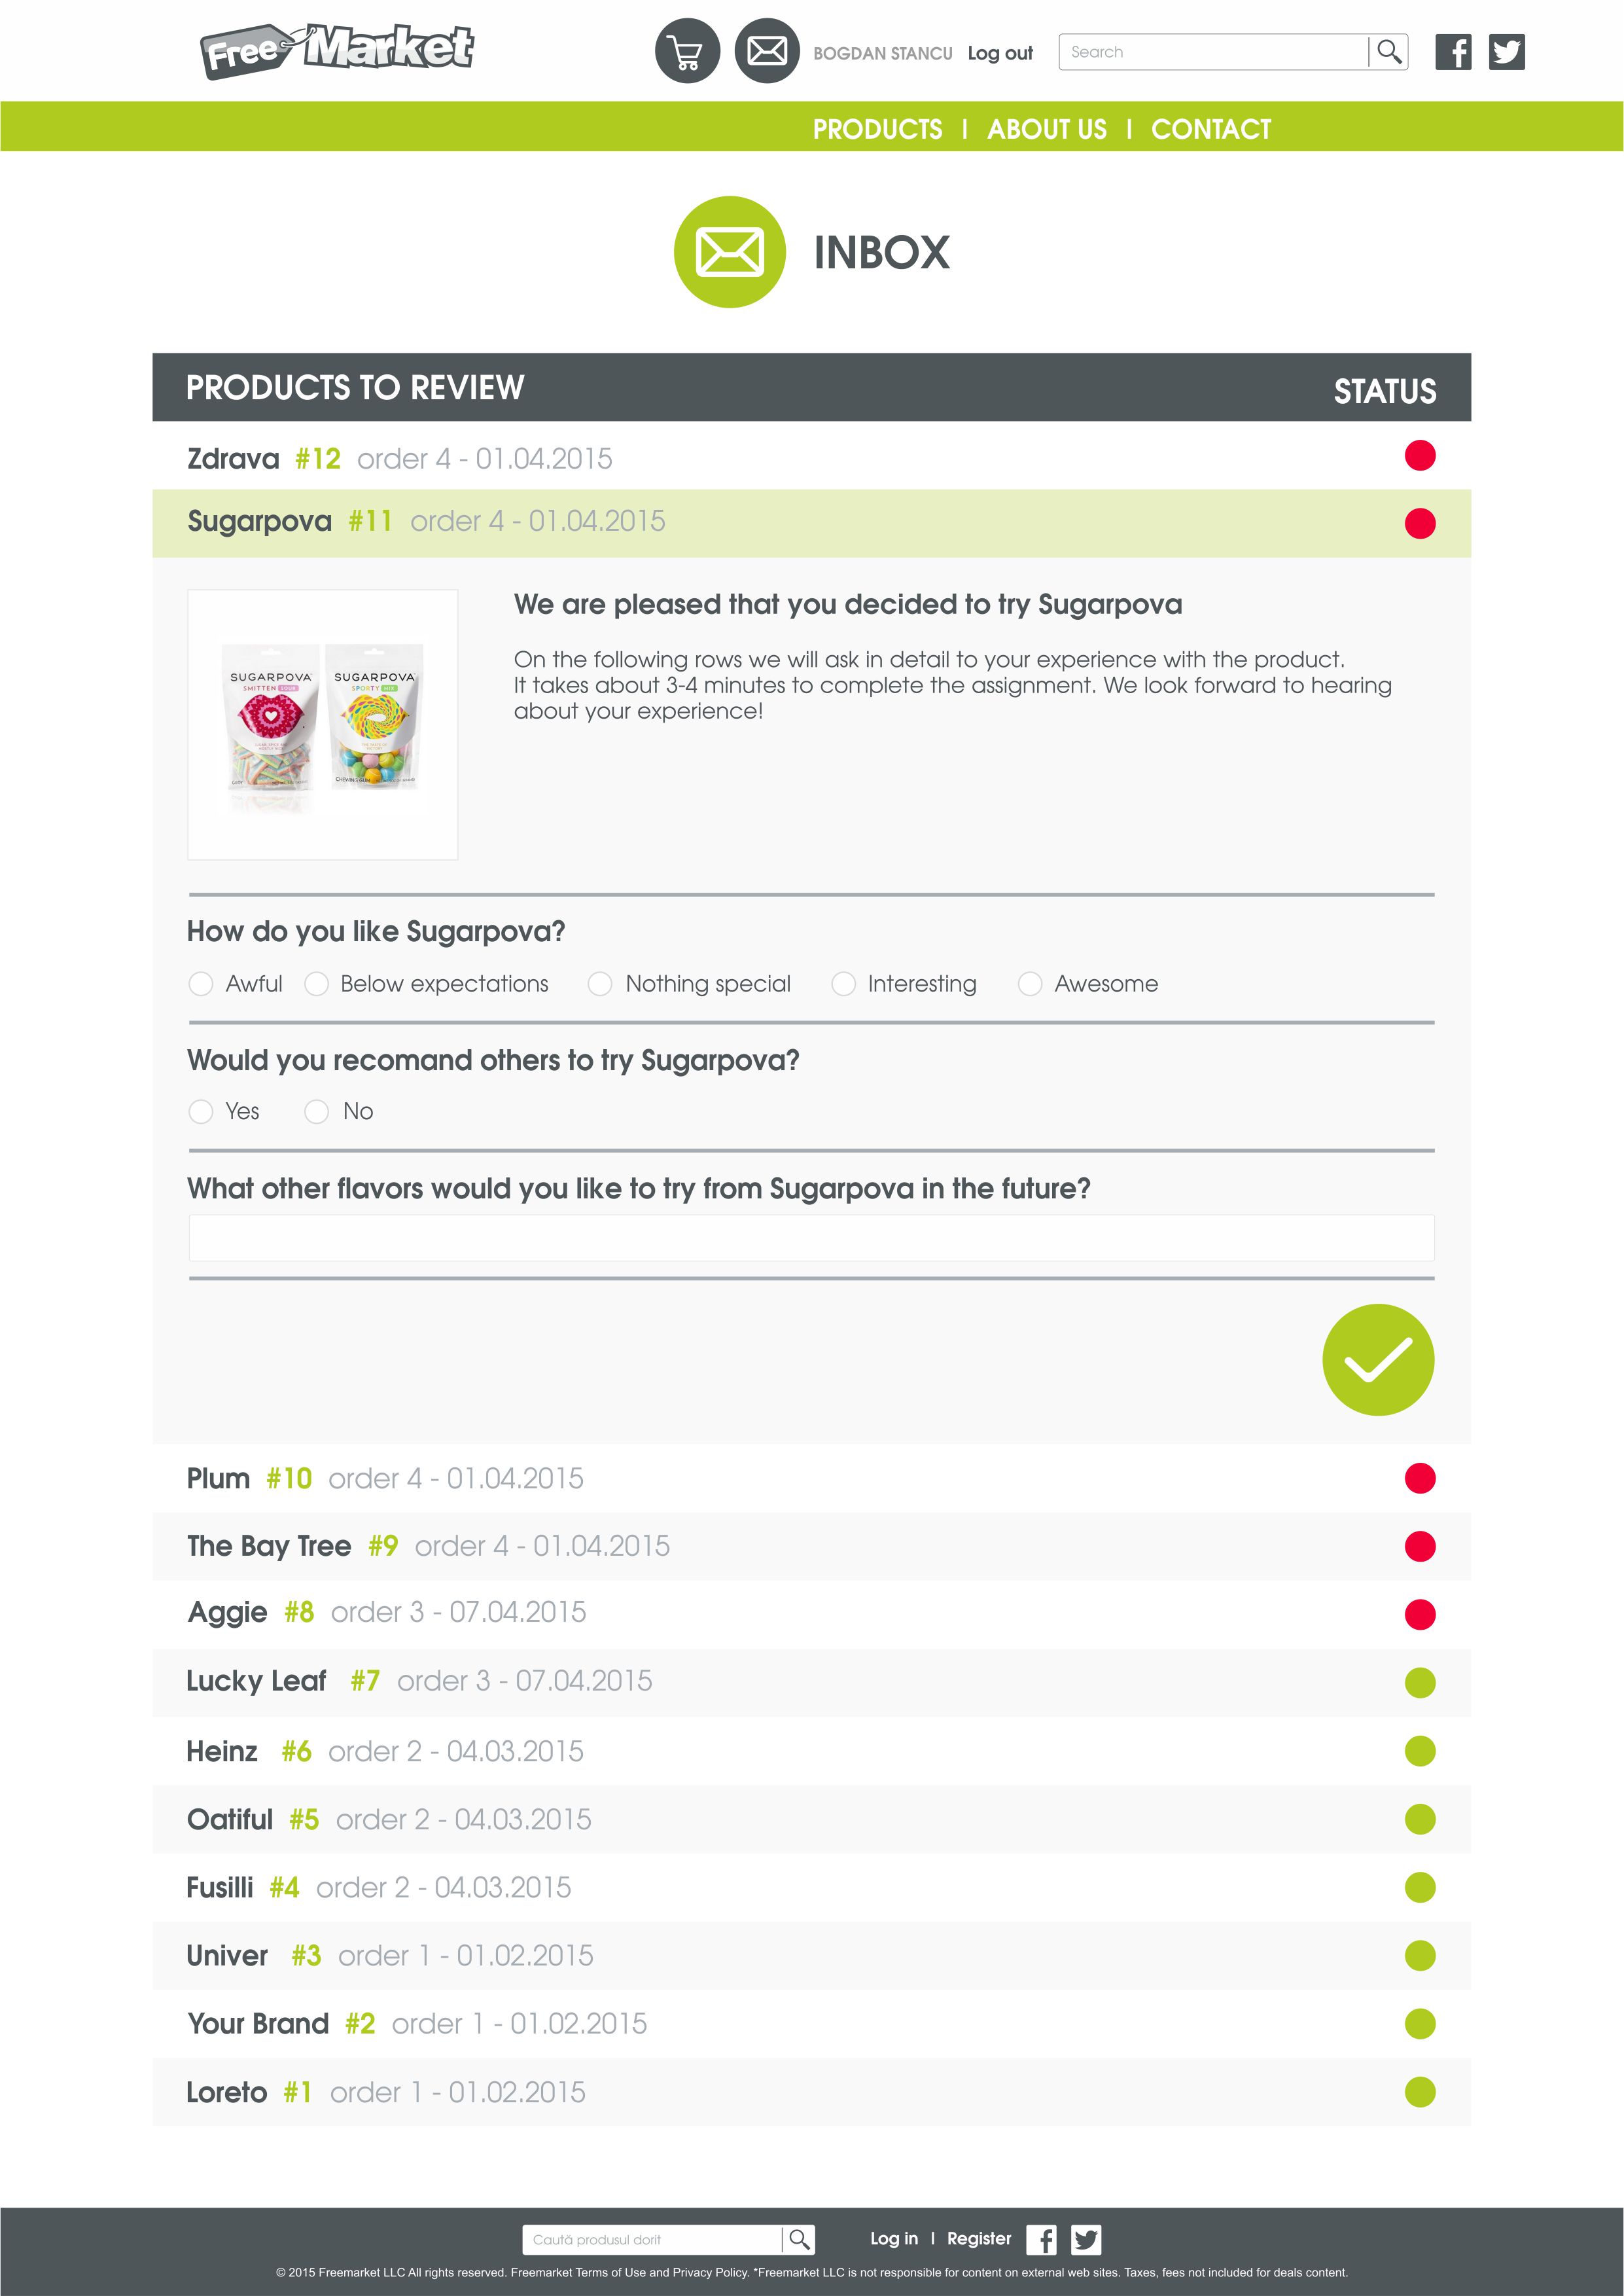 Free Market
BOGDAN STANCU Log out Search
PRODUCTS | ABOUT US | CONTACT
INBOX
PRODUCTS TO REVIEW STATUS
Zdrava #12 order 4 - 01.04.2015
Sugarpova #11 order 4 - 01.04.2015
We are pleased that you decided to try Sugarpova
On the following rows we will ask in detail to your experience with the product.
It takes about 3-4 minutes to complete the assignment. We look forward to hearing
about your experience!
SUGARPOVA SUGARPOVA
SMITTEN SOUR SPORTY MIX
How do you like Sugarpova?
Awful Below expectations Nothing special Interesting Awesome
Would you recomand others to try Sugarpova?
Yes No
What other flavors would you like to try from Sugarpova in the future?
Plum #10 order 4 - 01.04.2015
The Bay Tree #9 order 4 - 01.04.2015
Aggie #8 order 3 - 07.04.2015
Lucky Leaf #7 order 3 - 07.04.2015
Heinz #6 order 2 - 04.03.2015
Oatiful #5 order 2 - 04.03.2015
Fusilli #4 order 2 - 04.03.2015
Univer #3 order 1 - 01.02.2015
Your Brand #2 order 1 - 01.02.2015
Loreto #1 order 1 - 01.02.2015
Caută produsul dorit Log in | Register
© 2015 Freemarket LLC All rights reserved. Freemarket Terms of Use and Privacy Policy. *Freemarket LLC is not responsible for content on external web sites. Taxes, fees not included for deals content.